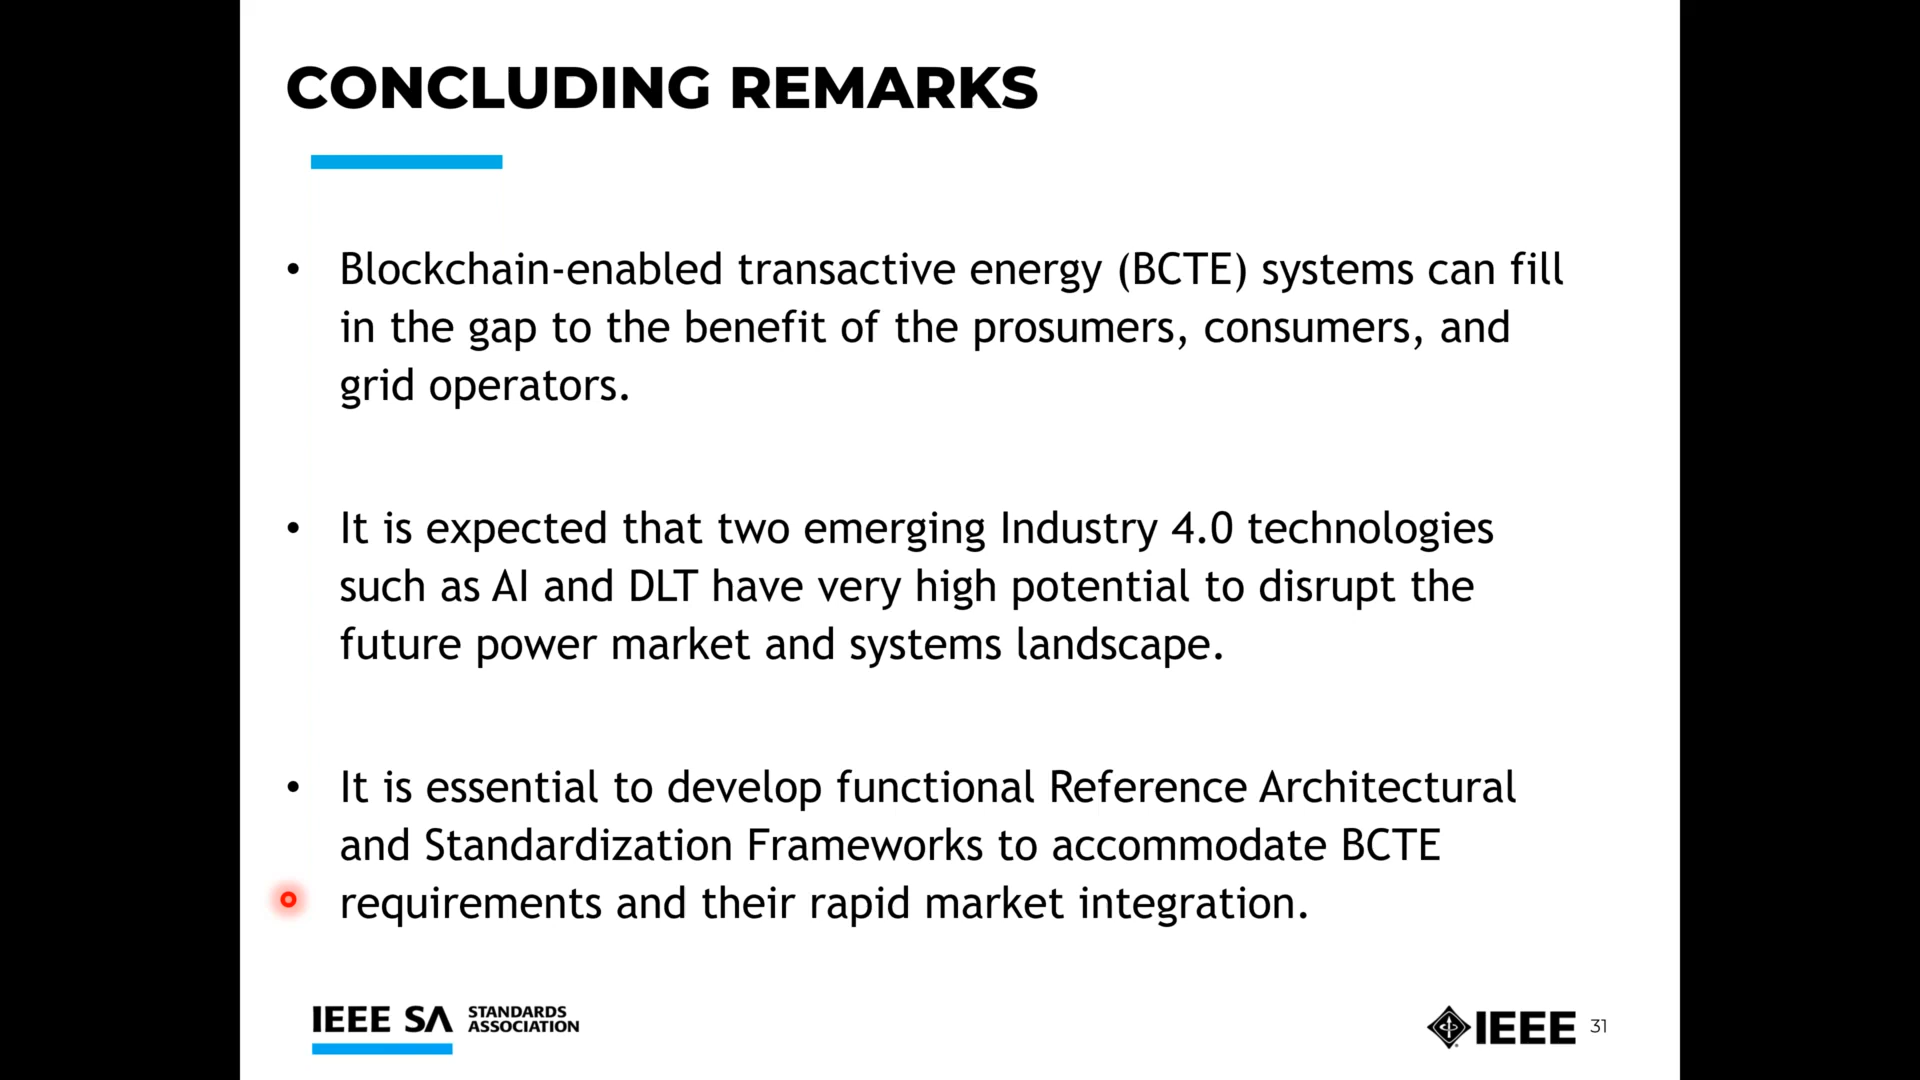 CONCLUDING REMARKS
• Blockchain-enabled transactive energy (BCTE) systems can fill
in the gap to the benefit of the prosumers, consumers, and
grid operators.
• It is expected that two emerging Industry 4.0 technologies
such as AI and DLT have very high potential to disrupt the
future power market and systems landscape.
• It is essential to develop functional Reference Architectural
and Standardization Frameworks to accommodate BCTE
requirements and their rapid market integration.
IEEE SA STANDARDS
ASSOCIATION
IEEE 31